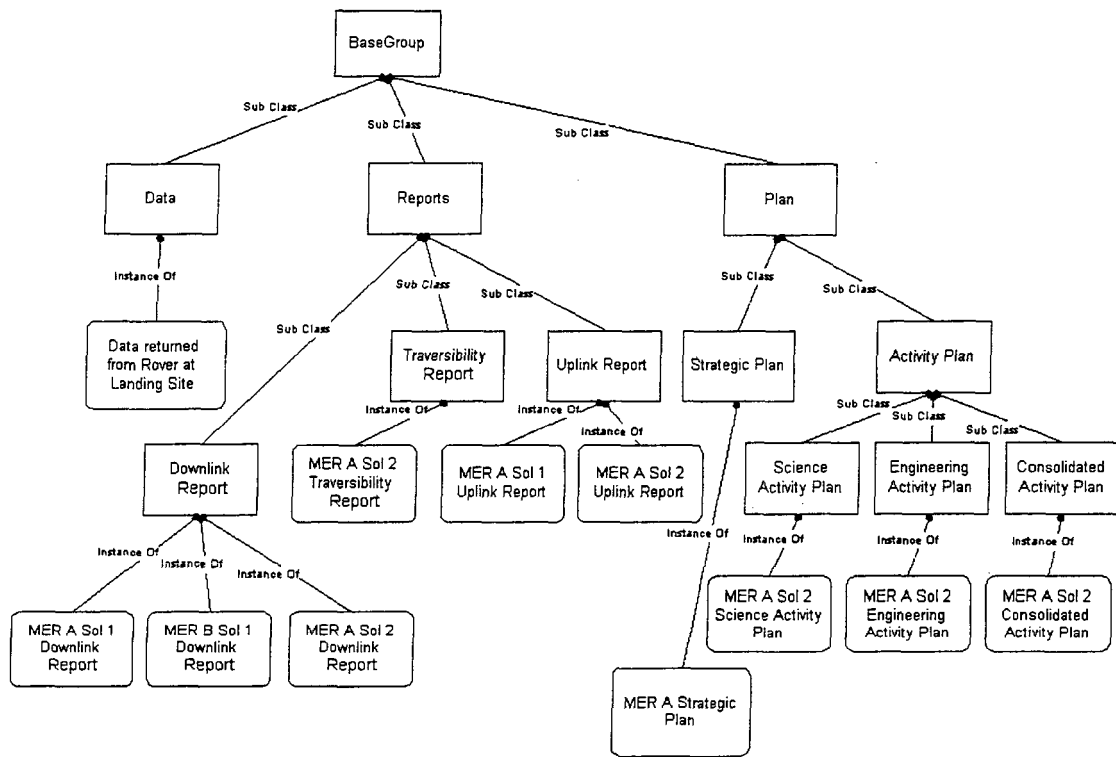 BaseGroup
Sub Class
Sub Class
Sub Class
Data
Reports
Plan
Instance Of
Sub Class
Sub Class
Sub Class
Sub Class
Sub Class
Data returned
from Rover at
Landing Site
Traversibility
Report
Uplink Report
Strategic Plan
Activity Plan
Instance Of
Instance Of
Instance Of
Sub Class
Sub Class
Sub Class
Downlink
Report
MER A Sol 2
Traversibility
Report
MER A Sol 1
Uplink Report
MER A Sol 2
Uplink Report
Science
Activity Plan
Engineering
Activity Plan
Consolidated
Activity Plan
Instance Of
Instance Of
Instance Of
Instance Of
Instance Of
Instance Of
Instance Of
MER A Sol 1
Downlink
Report
MER B Sol 1
Downlink
Report
MER A Sol 2
Downlink
Report
MER A Sol 2
Science Activity
Plan
MER A Sol 2
Engineering
Activity Plan
MER A Sol 2
Consolidated
Activity Plan
MER A Strategic
Plan